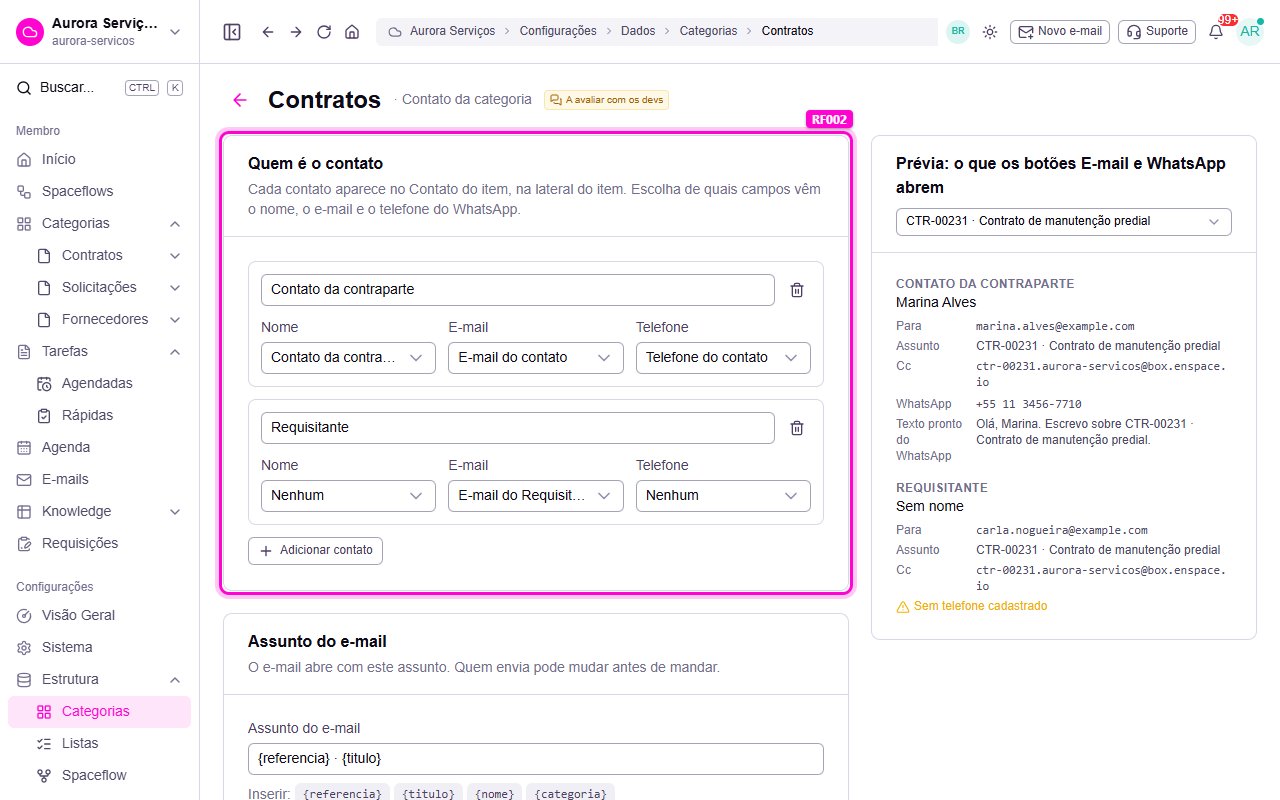 Aurora Serviç...
aurora-servicos
Buscar...
CTRL K
Membro
Início
Spaceflows
Categorias
Contratos
Solicitações
Fornecedores
Tarefas
Agendadas
Rápidas
Agenda
E-mails
Knowledge
Requisições
Configurações
Visão Geral
Sistema
Estrutura
Categorias
Listas
Spaceflow
Aurora Serviços > Configurações > Dados > Categorias > Contratos
BR
Novo e-mail
Suporte
99+
AR
Contratos · Contato da categoria
A avaliar com os devs
RF002
Quem é o contato
Cada contato aparece no Contato do item, na lateral do item. Escolha de quais campos vêm
o nome, o e-mail e o telefone do WhatsApp.
Contato da contraparte
Nome E-mail Telefone
Contato da contra... E-mail do contato Telefone do contato
Requisitante
Nome E-mail Telefone
Nenhum E-mail do Requisit... Nenhum
Adicionar contato
Assunto do e-mail
O e-mail abre com este assunto. Quem envia pode mudar antes de mandar.
Assunto do e-mail
{referencia} · {titulo}
Inserir: {referencia} {titulo} {nome} {categoria}
Prévia: o que os botões E-mail e WhatsApp
abrem
CTR-00231 · Contrato de manutenção predial
CONTATO DA CONTRAPARTE
Marina Alves
Para marina.alves@example.com
Assunto CTR-00231 · Contrato de manutenção predial
Cc ctr-00231.aurora-servicos@box.enspace.
io
WhatsApp +55 11 3456-7710
Texto pronto Olá, Marina. Escrevo sobre CTR-00231 ·
do Contrato de manutenção predial.
WhatsApp
REQUISITANTE
Sem nome
Para carla.nogueira@example.com
Assunto CTR-00231 · Contrato de manutenção predial
Cc ctr-00231.aurora-servicos@box.enspace.
io
Sem telefone cadastrado